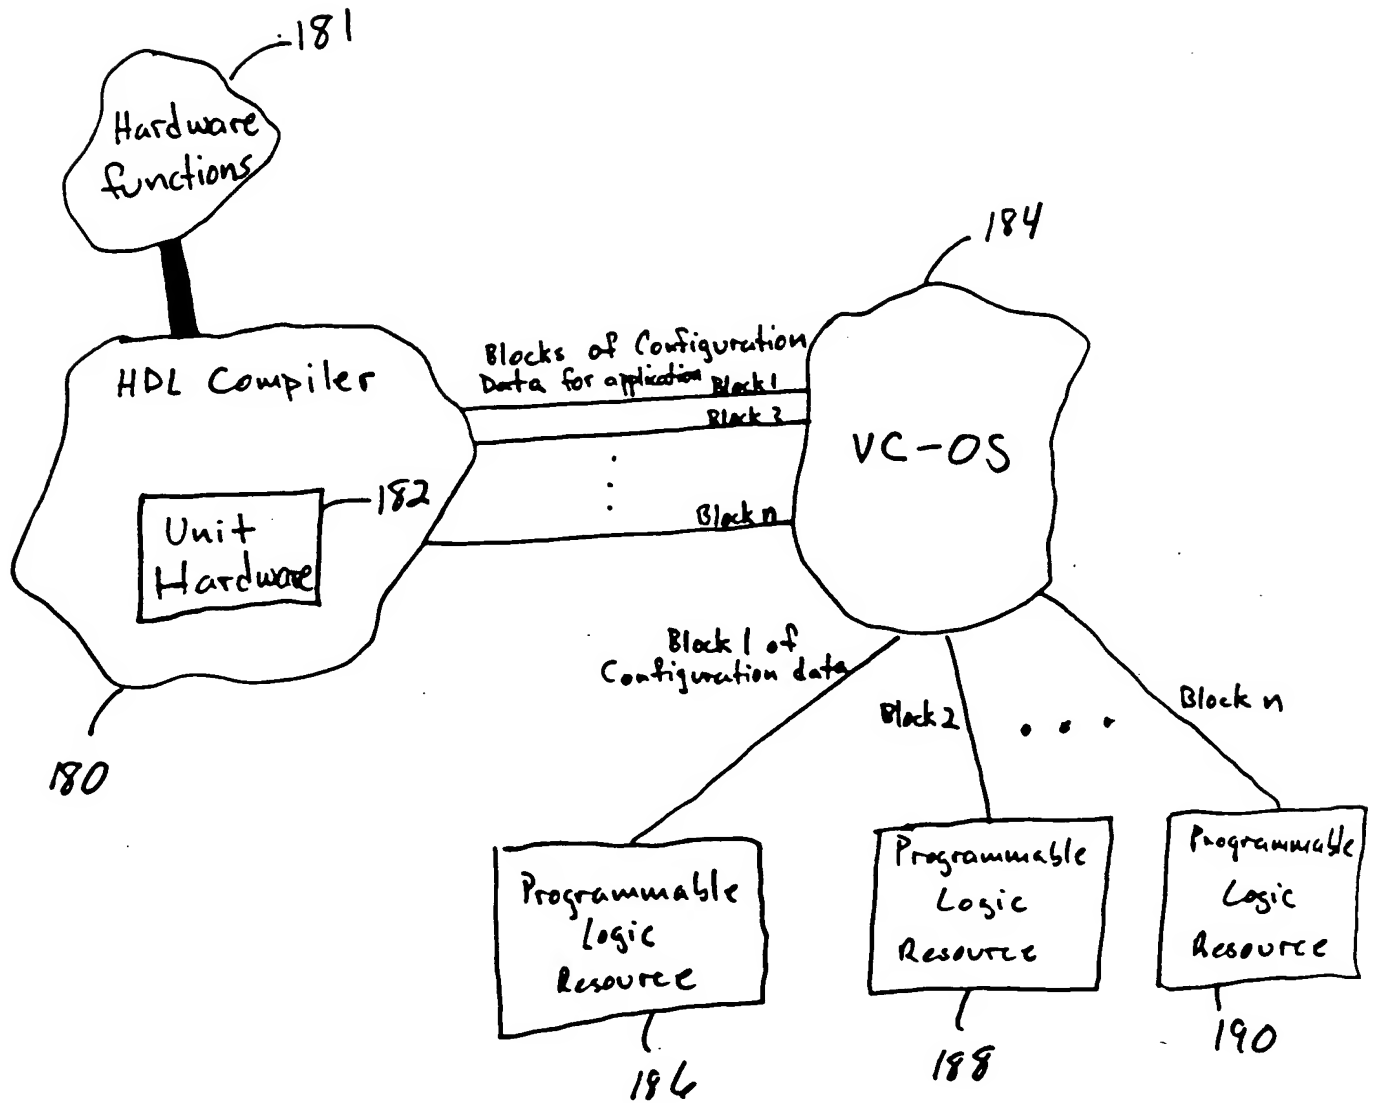 181
Hardware
functions
184
HDL Compiler
Blocks of Configuration
Data for application
Block 1
Block 2
Block n
VC-OS
182
Unit
Hardware
180
Block 1 of
Configuration data
Block 2
Block n
Programmable
Logic
Resource
186
Programmable
Logic
Resource
188
Programmable
Logic
Resource
190